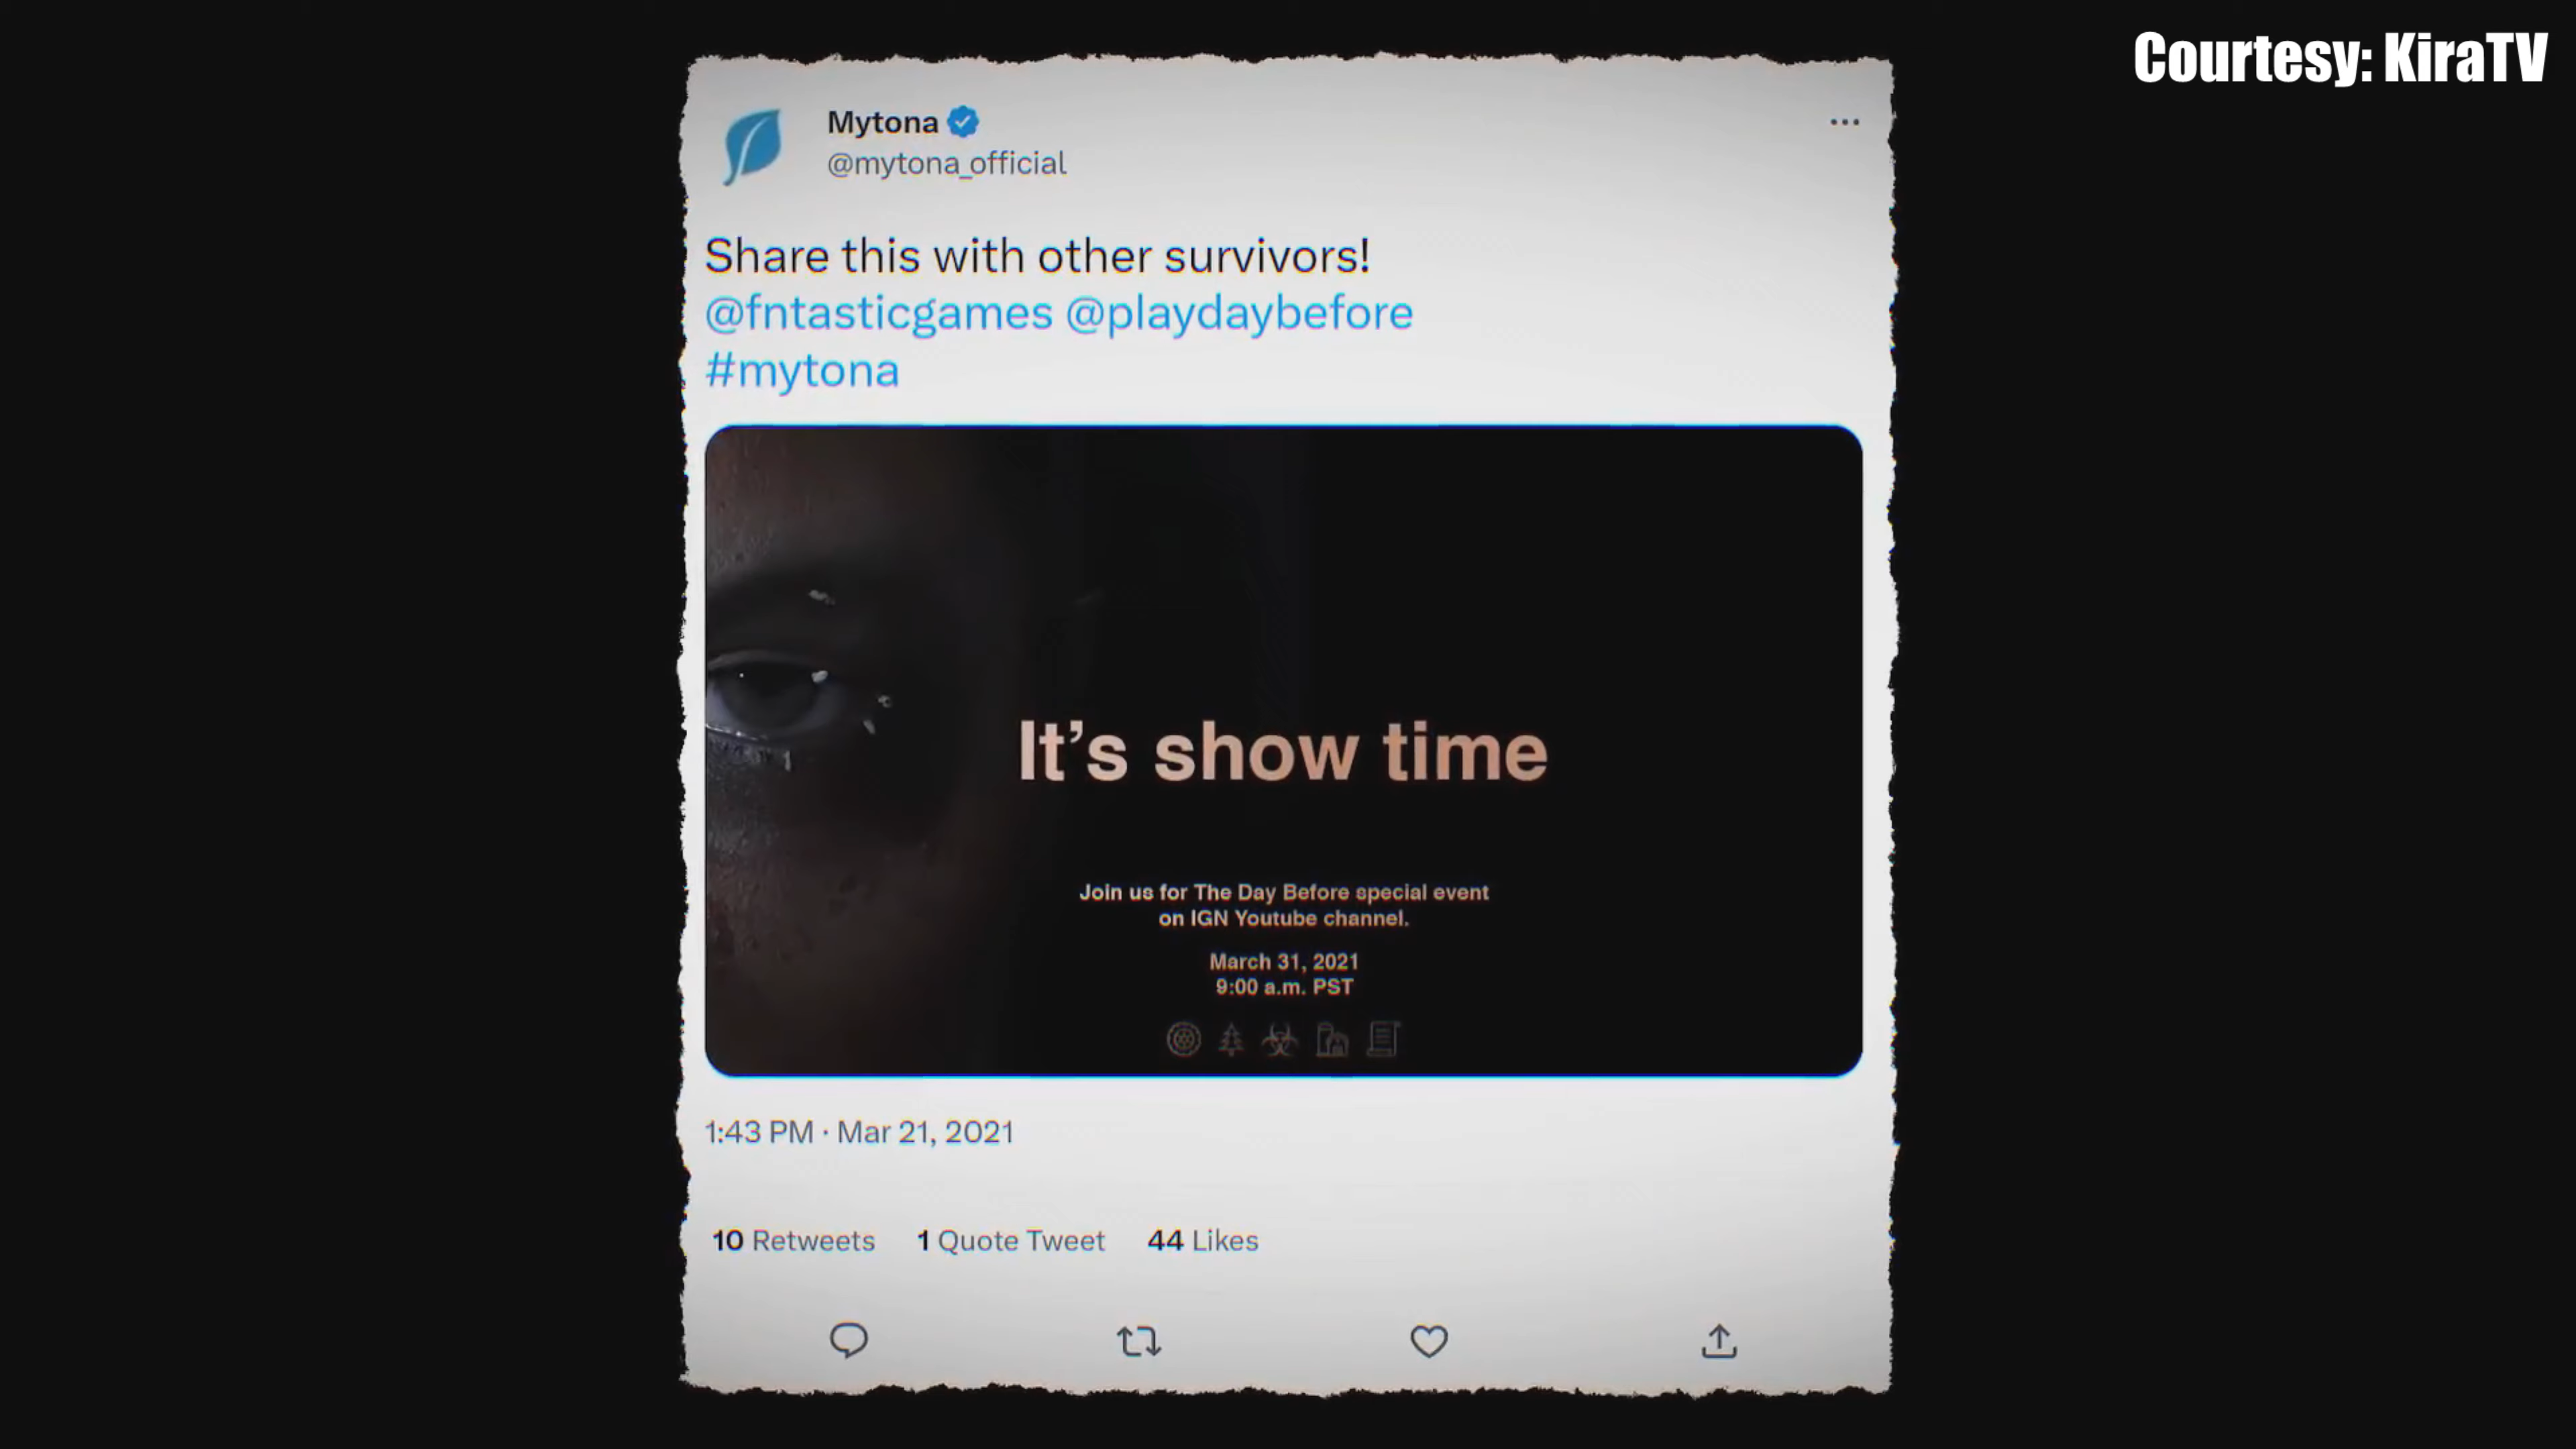 Courtesy: KiraTV
Mytona
@mytona_official
Share this with other survivors!
@fntasticgames @playdaybefore
#mytona
It’s show time
Join us for The Day Before special event
on IGN Youtube channel.
March 31, 2021
9:00 a.m. PST
1:43 PM · Mar 21, 2021
10 Retweets 1 Quote Tweet 44 Likes